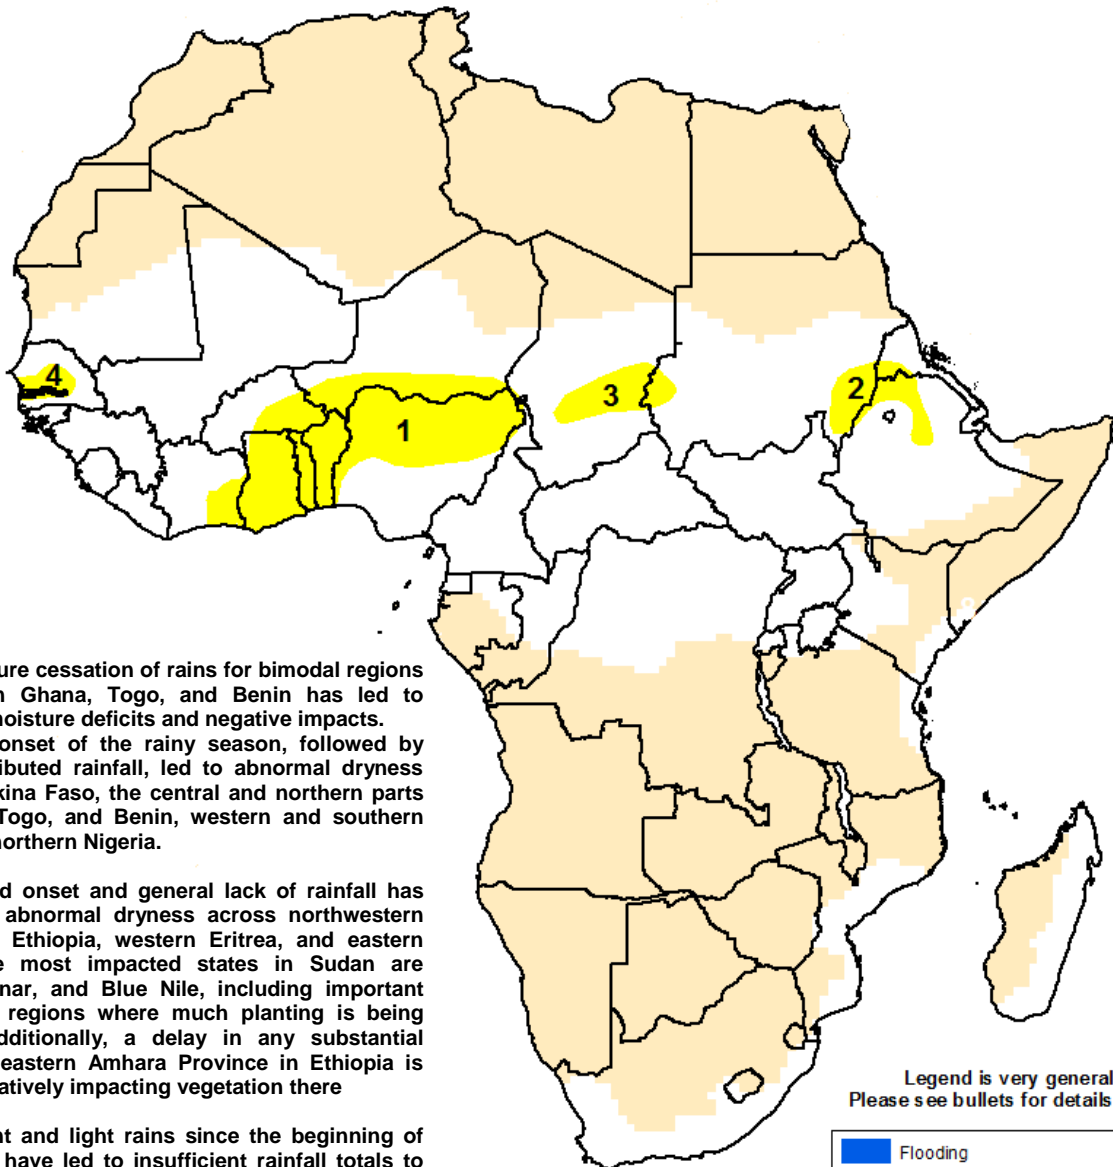 4
3
2
1
ure cessation of rains for bimodal regions
n Ghana, Togo, and Benin has led to
moisture deficits and negative impacts.
onset of the rainy season, followed by
ributed rainfall, led to abnormal dryness
kina Faso, the central and northern parts
Togo, and Benin, western and southern
northern Nigeria.
d onset and general lack of rainfall has
abnormal dryness across northwestern
Ethiopia, western Eritrea, and eastern
e most impacted states in Sudan are
nar, and Blue Nile, including important
regions where much planting is being
dditionally, a delay in any substantial
eastern Amhara Province in Ethiopia is
atively impacting vegetation there
nt and light rains since the beginning of
have led to insufficient rainfall totals to
Legend is very general
Please see bullets for details
Flooding